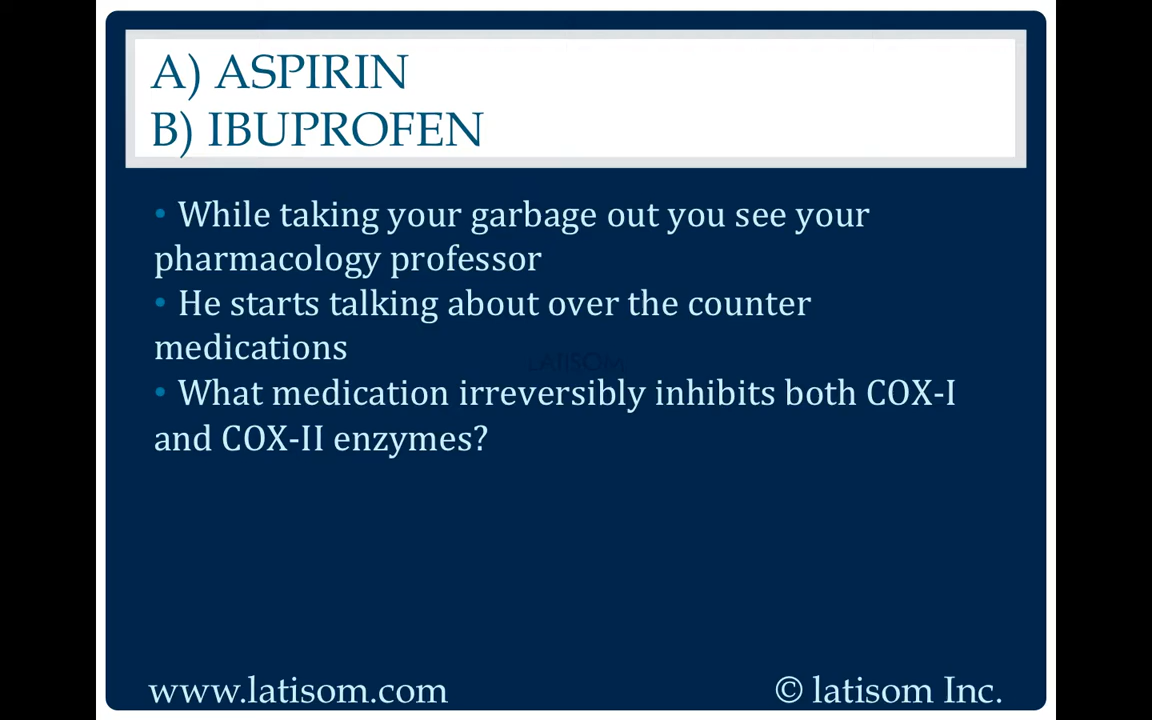 A) ASPIRIN
B) IBUPROFEN
• While taking your garbage out you see your
pharmacology professor
• He starts talking about over the counter
medications
LATISOM
• What medication irreversibly inhibits both COX-I
and COX-II enzymes?
www.latisom.com
© latisom Inc.